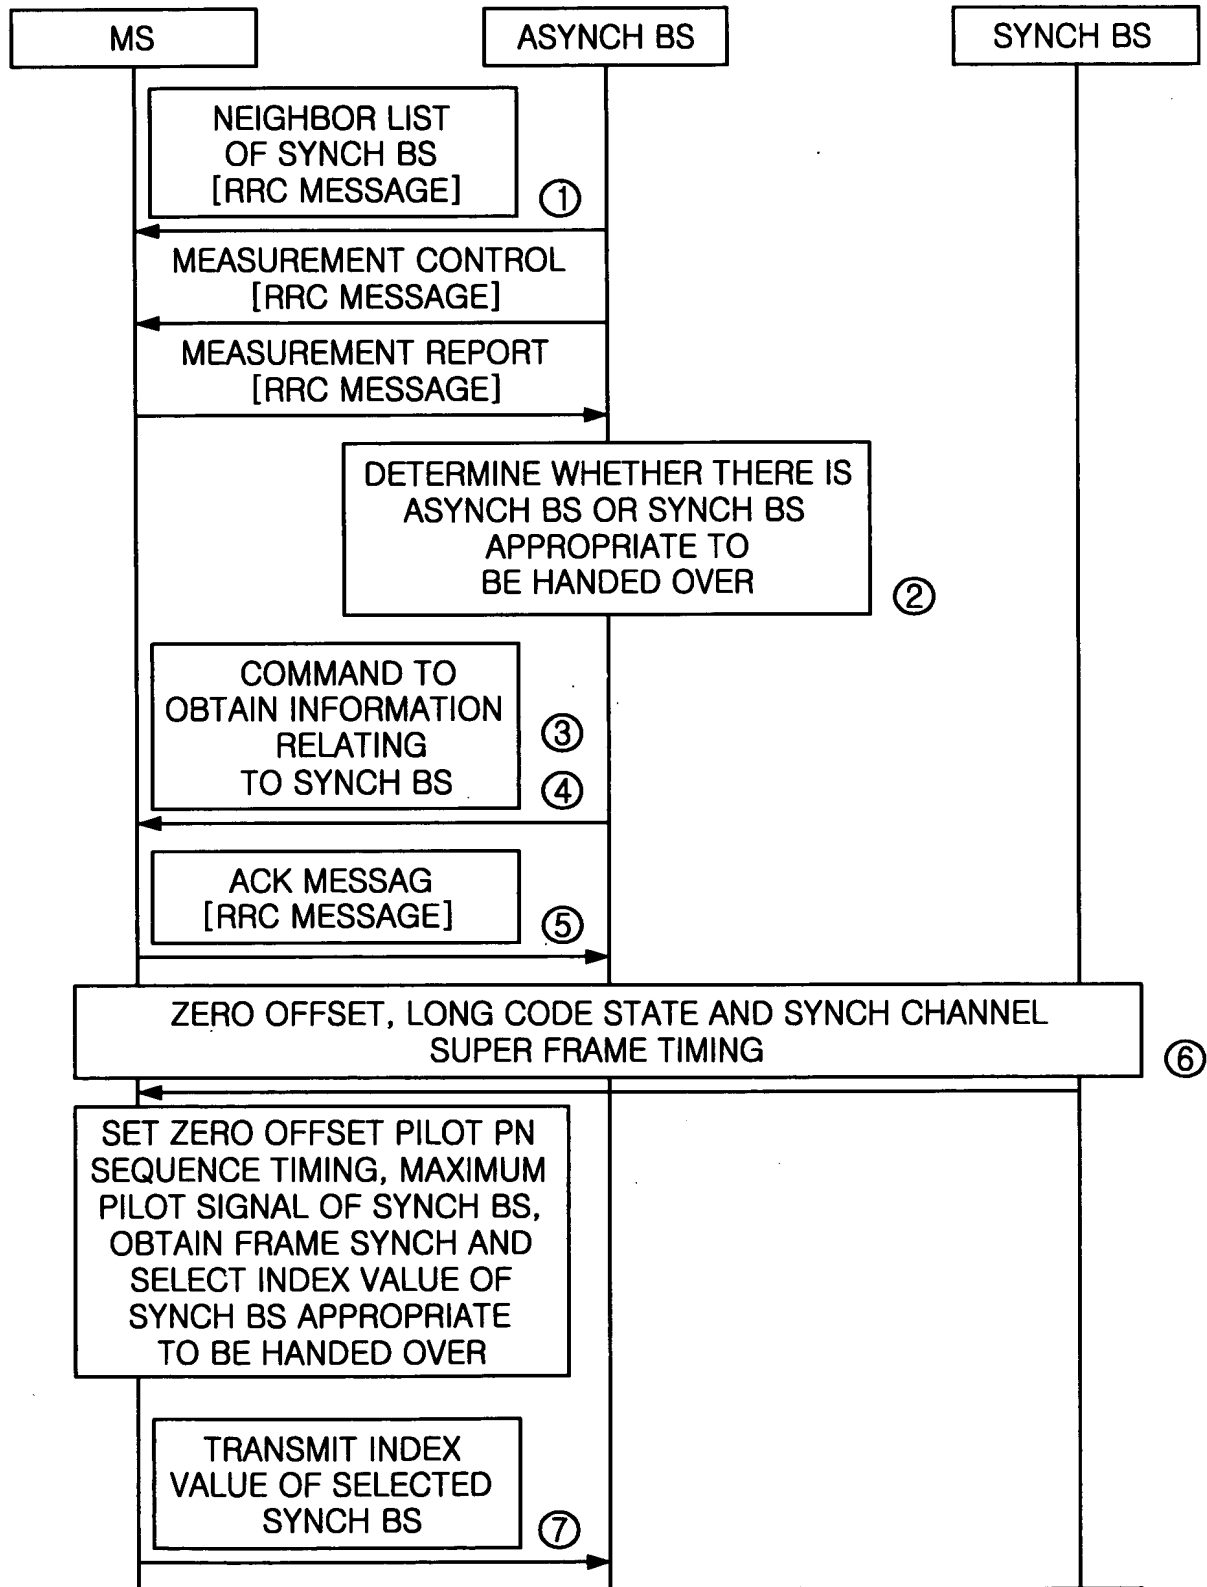 MS
ASYNCH BS
SYNCH BS
NEIGHBOR LIST
OF SYNCH BS
[RRC MESSAGE]
①
MEASUREMENT CONTROL
[RRC MESSAGE]
MEASUREMENT REPORT
[RRC MESSAGE]
DETERMINE WHETHER THERE IS
ASYNCH BS OR SYNCH BS
APPROPRIATE TO
BE HANDED OVER
②
COMMAND TO
OBTAIN INFORMATION
RELATING
TO SYNCH BS
③
④
ACK MESSAG
[RRC MESSAGE]
⑤
ZERO OFFSET, LONG CODE STATE AND SYNCH CHANNEL
SUPER FRAME TIMING
⑥
SET ZERO OFFSET PILOT PN
SEQUENCE TIMING, MAXIMUM
PILOT SIGNAL OF SYNCH BS,
OBTAIN FRAME SYNCH AND
SELECT INDEX VALUE OF
SYNCH BS APPROPRIATE
TO BE HANDED OVER
TRANSMIT INDEX
VALUE OF SELECTED
SYNCH BS
⑦